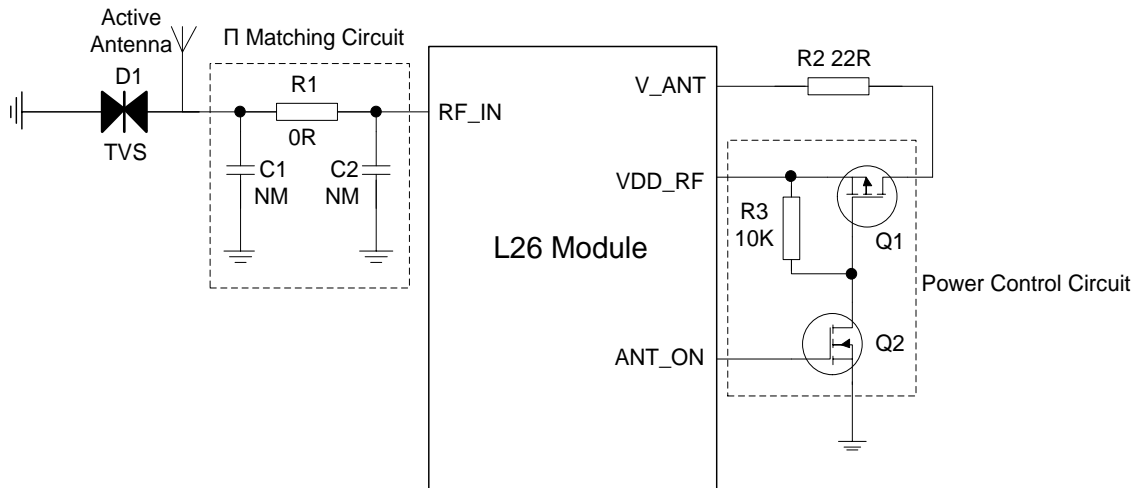 Active
Antenna
Π Matching Circuit
D1
TVS
R1
0R
C1
NM
C2
NM
RF_IN
L26 Module
V_ANT
R2 22R
VDD_RF
R3
10K
Q1
Power Control Circuit
ANT_ON
Q2